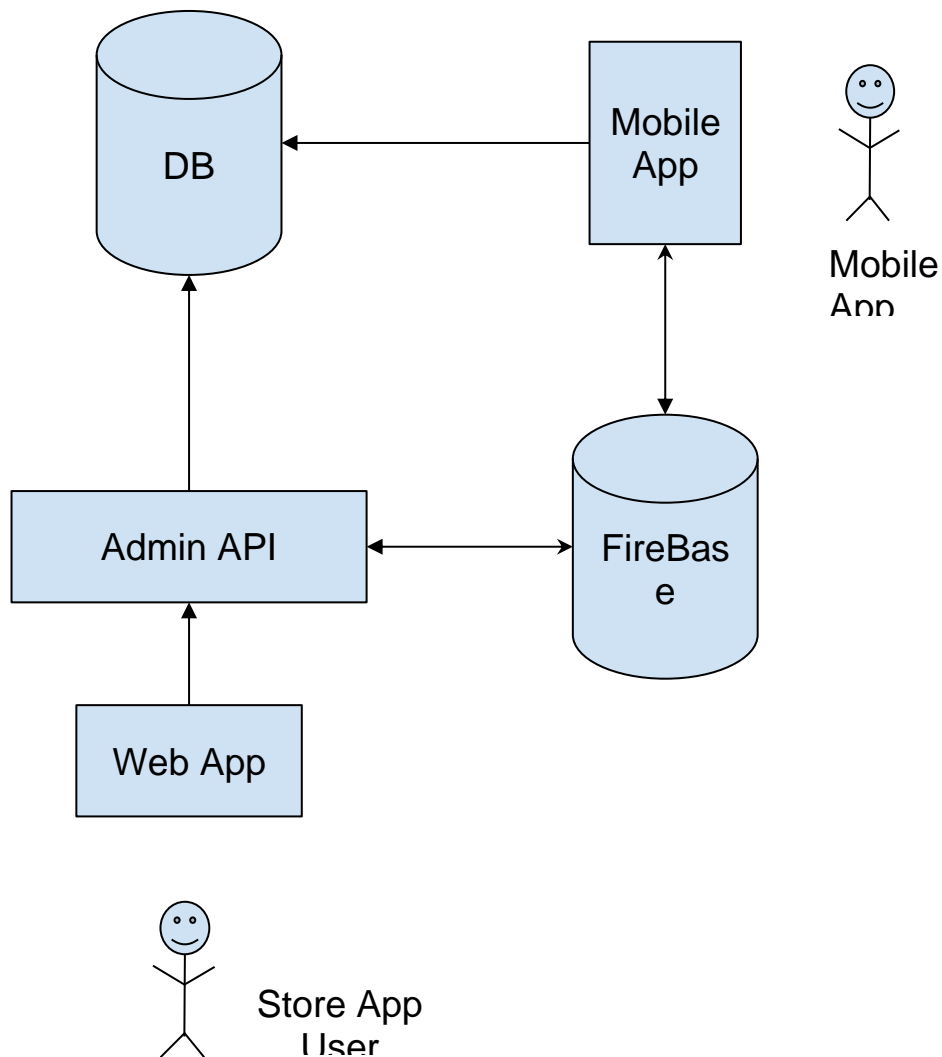 DB
Mobile
App
Mobile
App
Admin API
FireBas
e
Web App
Store App
User